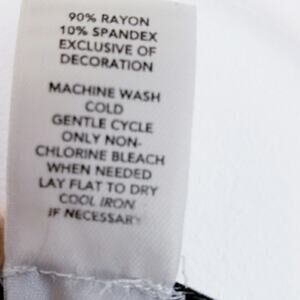 90% RAYON
10% SPANDEX
EXCLUSIVE OF
DECORATION
MACHINE WASH
COLD
GENTLE CYCLE
ONLY NON-
CHLORINE BLEACH
WHEN NEEDED
LAY FLAT TO DRY
COOL IRON
IF NECESSARY